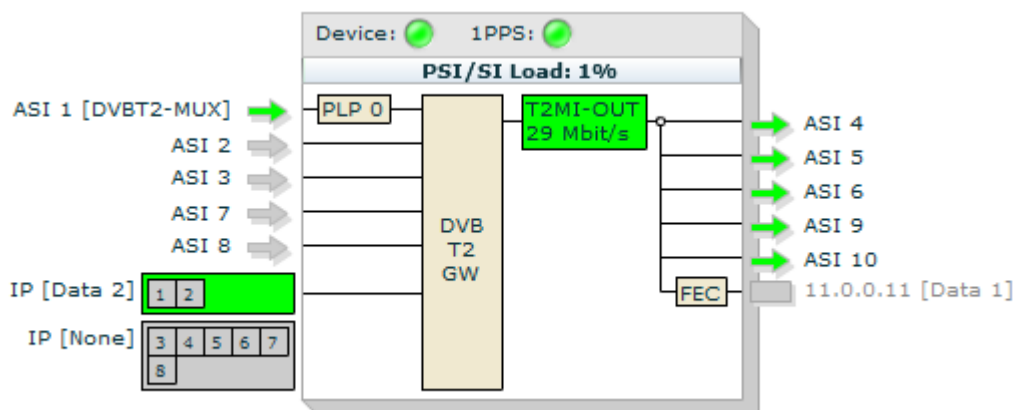 Device: 1PPS:
PSI/SI Load: 1%
ASI 1 [DVBT2-MUX]
PLP 0
T2MI-OUT
29 Mbit/s
ASI 2
ASI 3
ASI 7
ASI 8
DVB
T2
GW
ASI 4
ASI 5
ASI 6
ASI 9
ASI 10
FEC
11.0.0.11 [Data 1]
IP [Data 2]
1 2
IP [None]
3 4 5 6 7
8